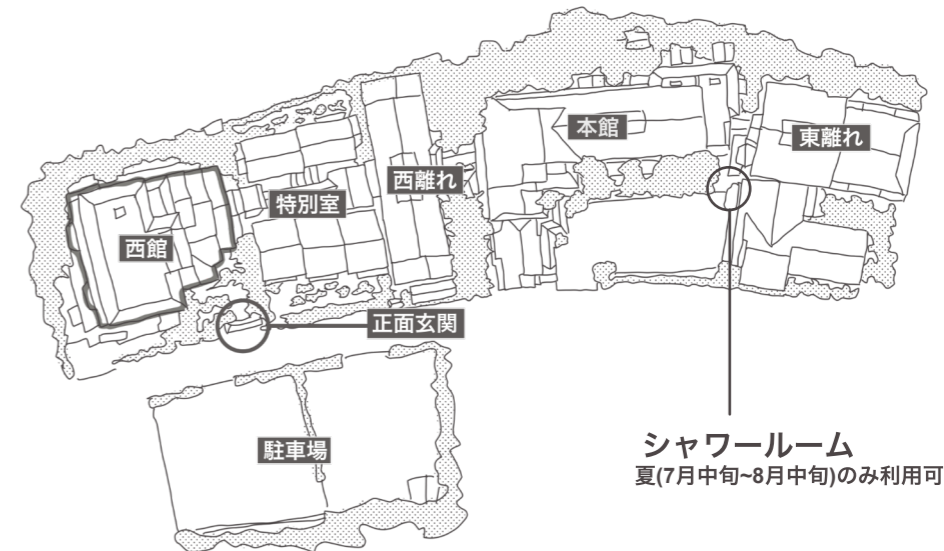 本館
東離れ
西離れ
特別室
西館
正面玄関
駐車場
シャワールーム
夏(7月中旬~8月中旬)のみ利用可